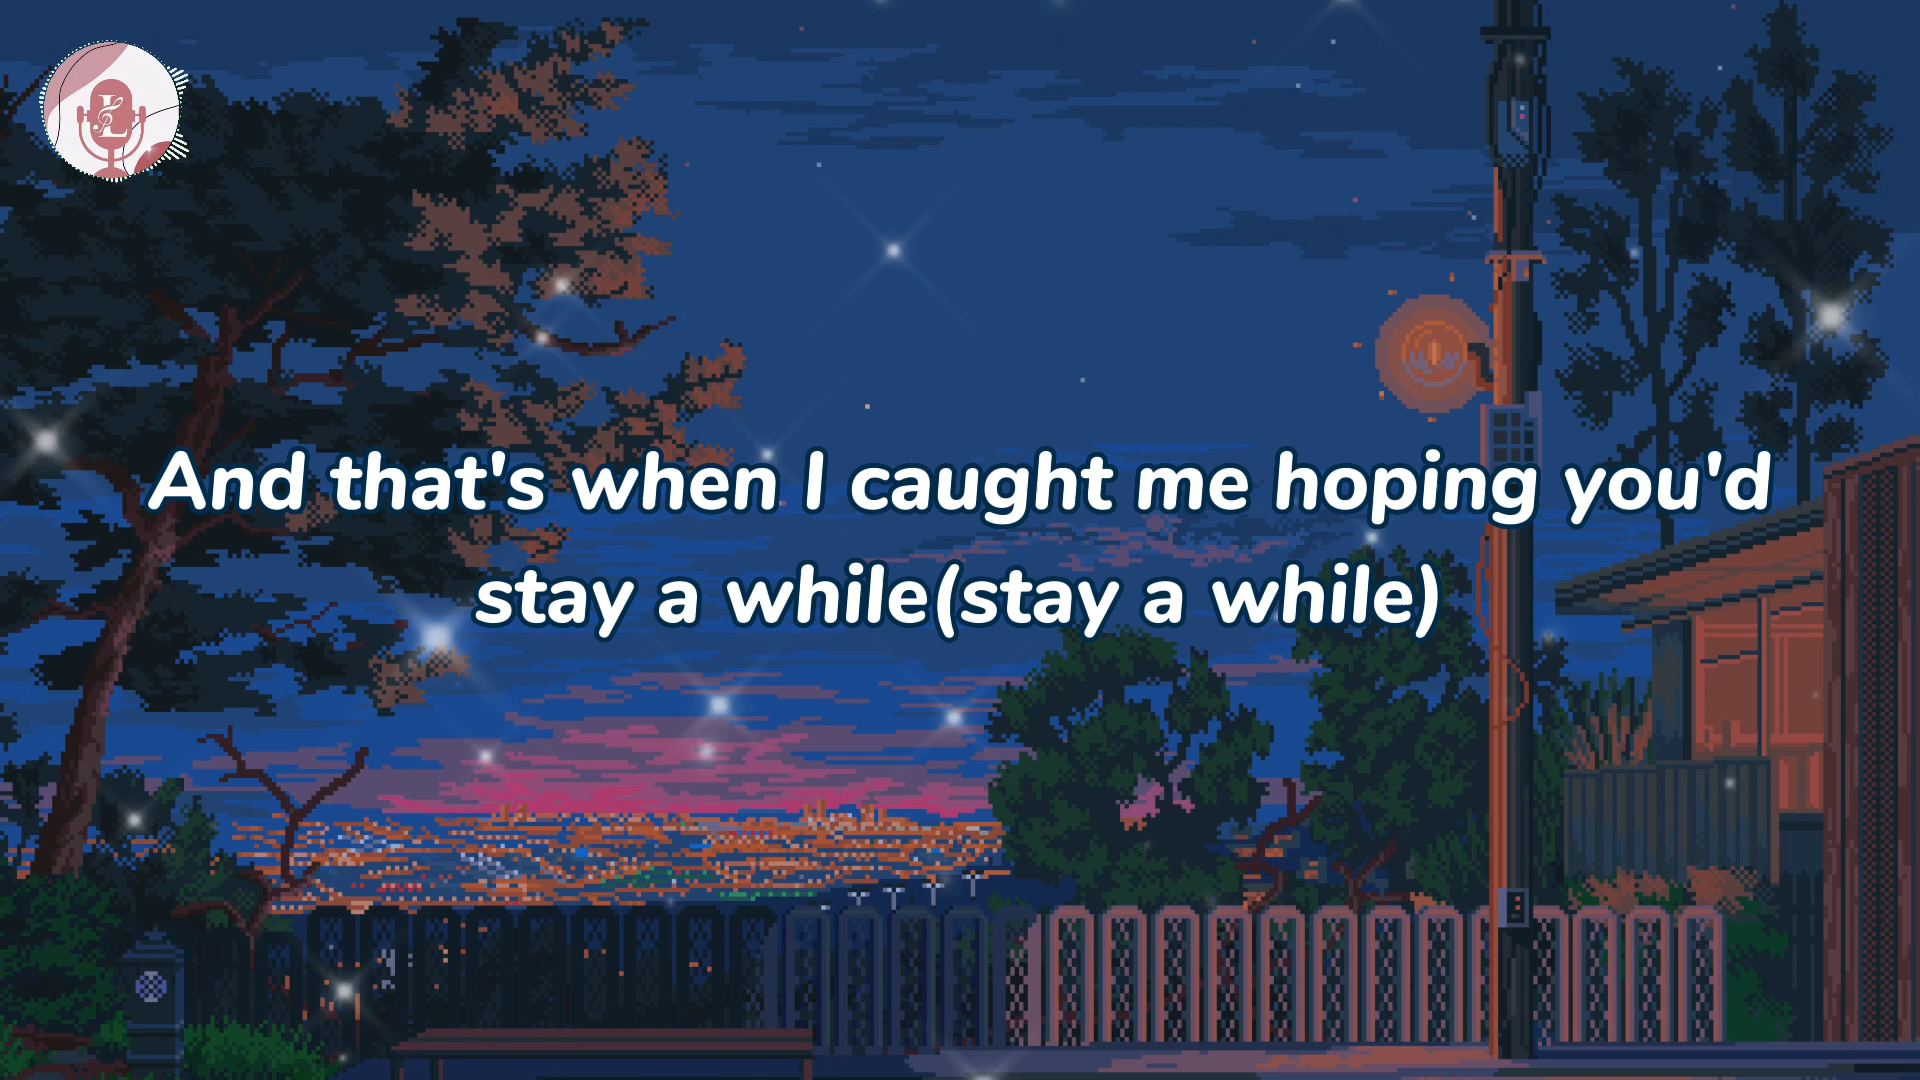 And that's when I caught me hoping you'd
stay a while(stay a while)